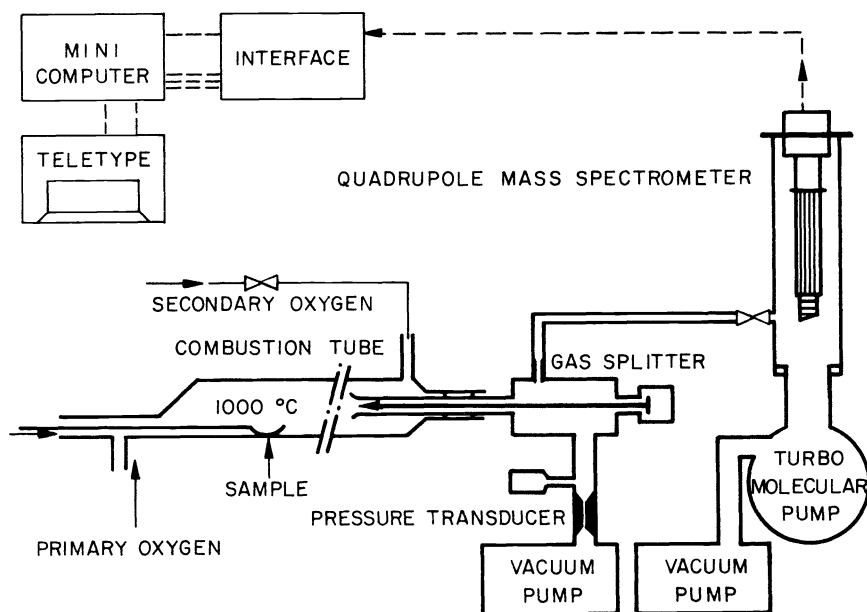 MINI
COMPUTER
INTERFACE
TELETYPE
QUADRUPOLE MASS SPECTROMETER
SECONDARY OXYGEN
COMBUSTION TUBE
GAS SPLITTER
1000 °C
SAMPLE
PRIMARY OXYGEN
PRESSURE TRANSDUCER
TURBO
MOLECULAR
PUMP
VACUUM
PUMP
VACUUM
PUMP